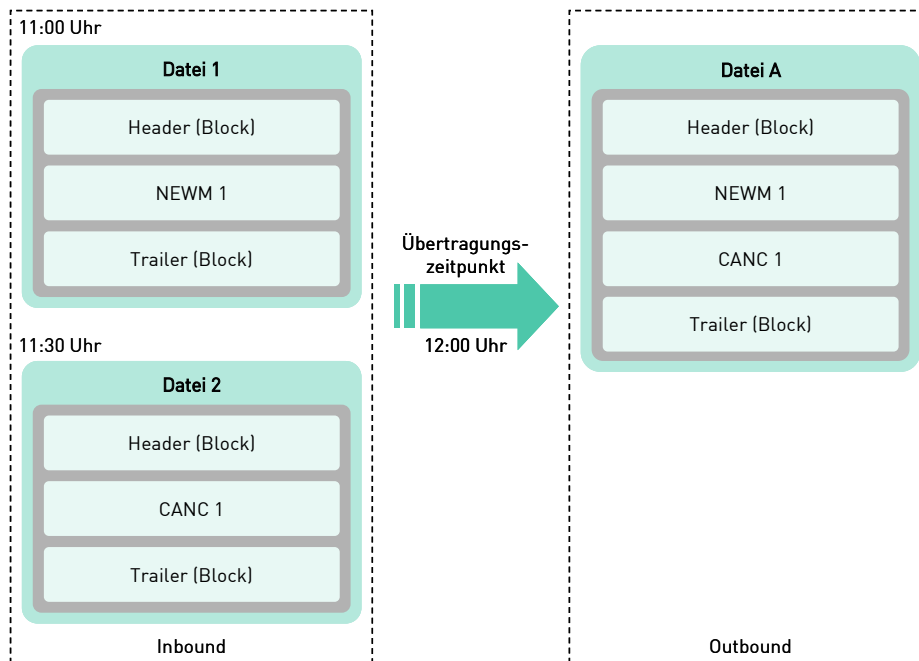 11:00 Uhr
Datei 1
Header (Block)
NEWM 1
Trailer (Block)
11:30 Uhr
Datei 2
Header (Block)
CANC 1
Trailer (Block)
Inbound
Übertragungs-
zeitpunkt
12:00 Uhr
Datei A
Header (Block)
NEWM 1
CANC 1
Trailer (Block)
Outbound